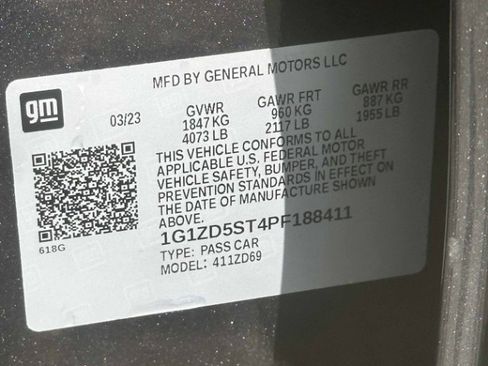 MFD BY GENERAL MOTORS LLC
gm
03/23
GVWR
1847 KG
4073 LB
GAWR FRT
960 KG
2117 LB
GAWR RR
887 KG
1955 LB
THIS VEHICLE CONFORMS TO ALL
APPLICABLE U.S. FEDERAL MOTOR
VEHICLE SAFETY, BUMPER, AND THEFT
PREVENTION STANDARDS IN EFFECT ON
THE DATE OF MANUFACTURE SHOWN
ABOVE.
1G1ZD5ST4PF188411
TYPE: PASS CAR
MODEL: 411ZD69
618G